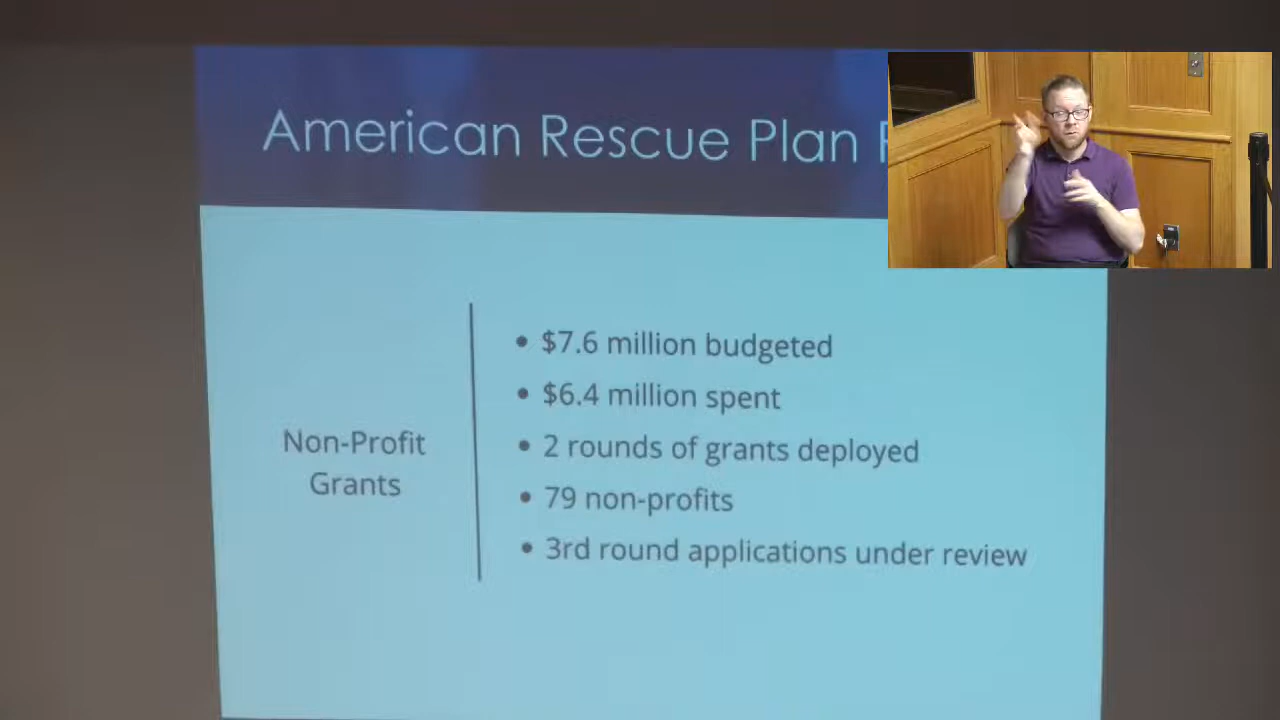 American Rescue Plan
Non-Profit
Grants
• $7.6 million budgeted
• $6.4 million spent
• 2 rounds of grants deployed
• 79 non-profits
• 3rd round applications under review